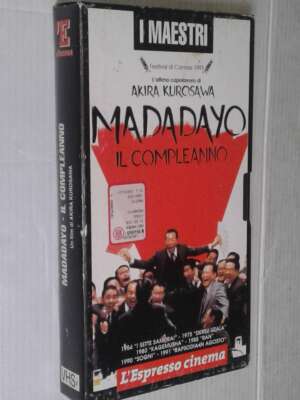 'E
cinema
MADADAYO - IL COMPLEANNO
Un film di AKIRA KUROSAWA
VHS
I MAESTRI
Festival di Cannes 1993
L'ultimo capolavoro di
AKIRA KUROSAWA
MADADAYO
IL COMPLEANNO
1954 "I SETTE SAMURAI" - 1975 "DERSU UZALA"
1980 "KAGEMUSHA" - 1985 "RAN"
1990 "SOGNI" - 1991 "RAPSODIA IN AGOSTO"
L'Espresso cinema